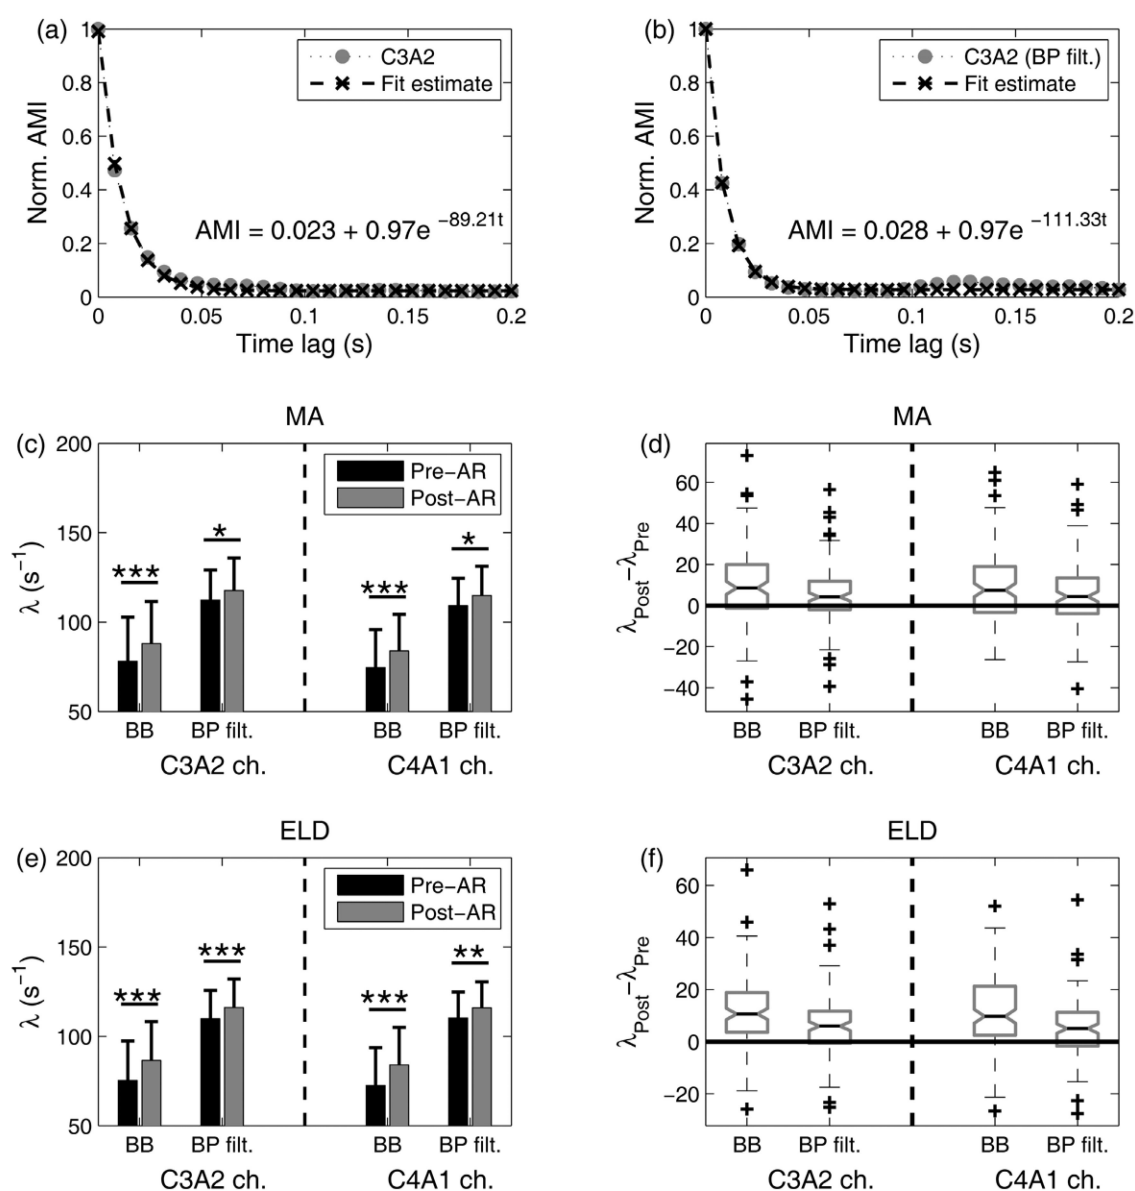 (a)
1
0.8
0.6
0.4
0.2
0
Norm. AMI
C3A2
Fit estimate
AMI = 0.023 + 0.97e −89.21t
0 0.05 0.1 0.15 0.2
Time lag (s)
(b)
1
0.8
0.6
0.4
0.2
0
Norm. AMI
C3A2 (BP filt.)
Fit estimate
AMI = 0.028 + 0.97e −111.33t
0 0.05 0.1 0.15 0.2
Time lag (s)
MA
(c)
200
150
100
50
λ (s−1)
Pre−AR
Post−AR
*** * *** *
BB BP filt. BB BP filt.
C3A2 ch. C4A1 ch.
MA
(d)
60
40
20
0
−20
−40
λPost−λPre
BB BP filt. BB BP filt.
C3A2 ch. C4A1 ch.
ELD
(e)
200
150
100
50
λ (s−1)
Pre−AR
Post−AR
*** *** *** **
BB BP filt. BB BP filt.
C3A2 ch. C4A1 ch.
ELD
(f)
60
40
20
0
−20
λPost−λPre
BB BP filt. BB BP filt.
C3A2 ch. C4A1 ch.